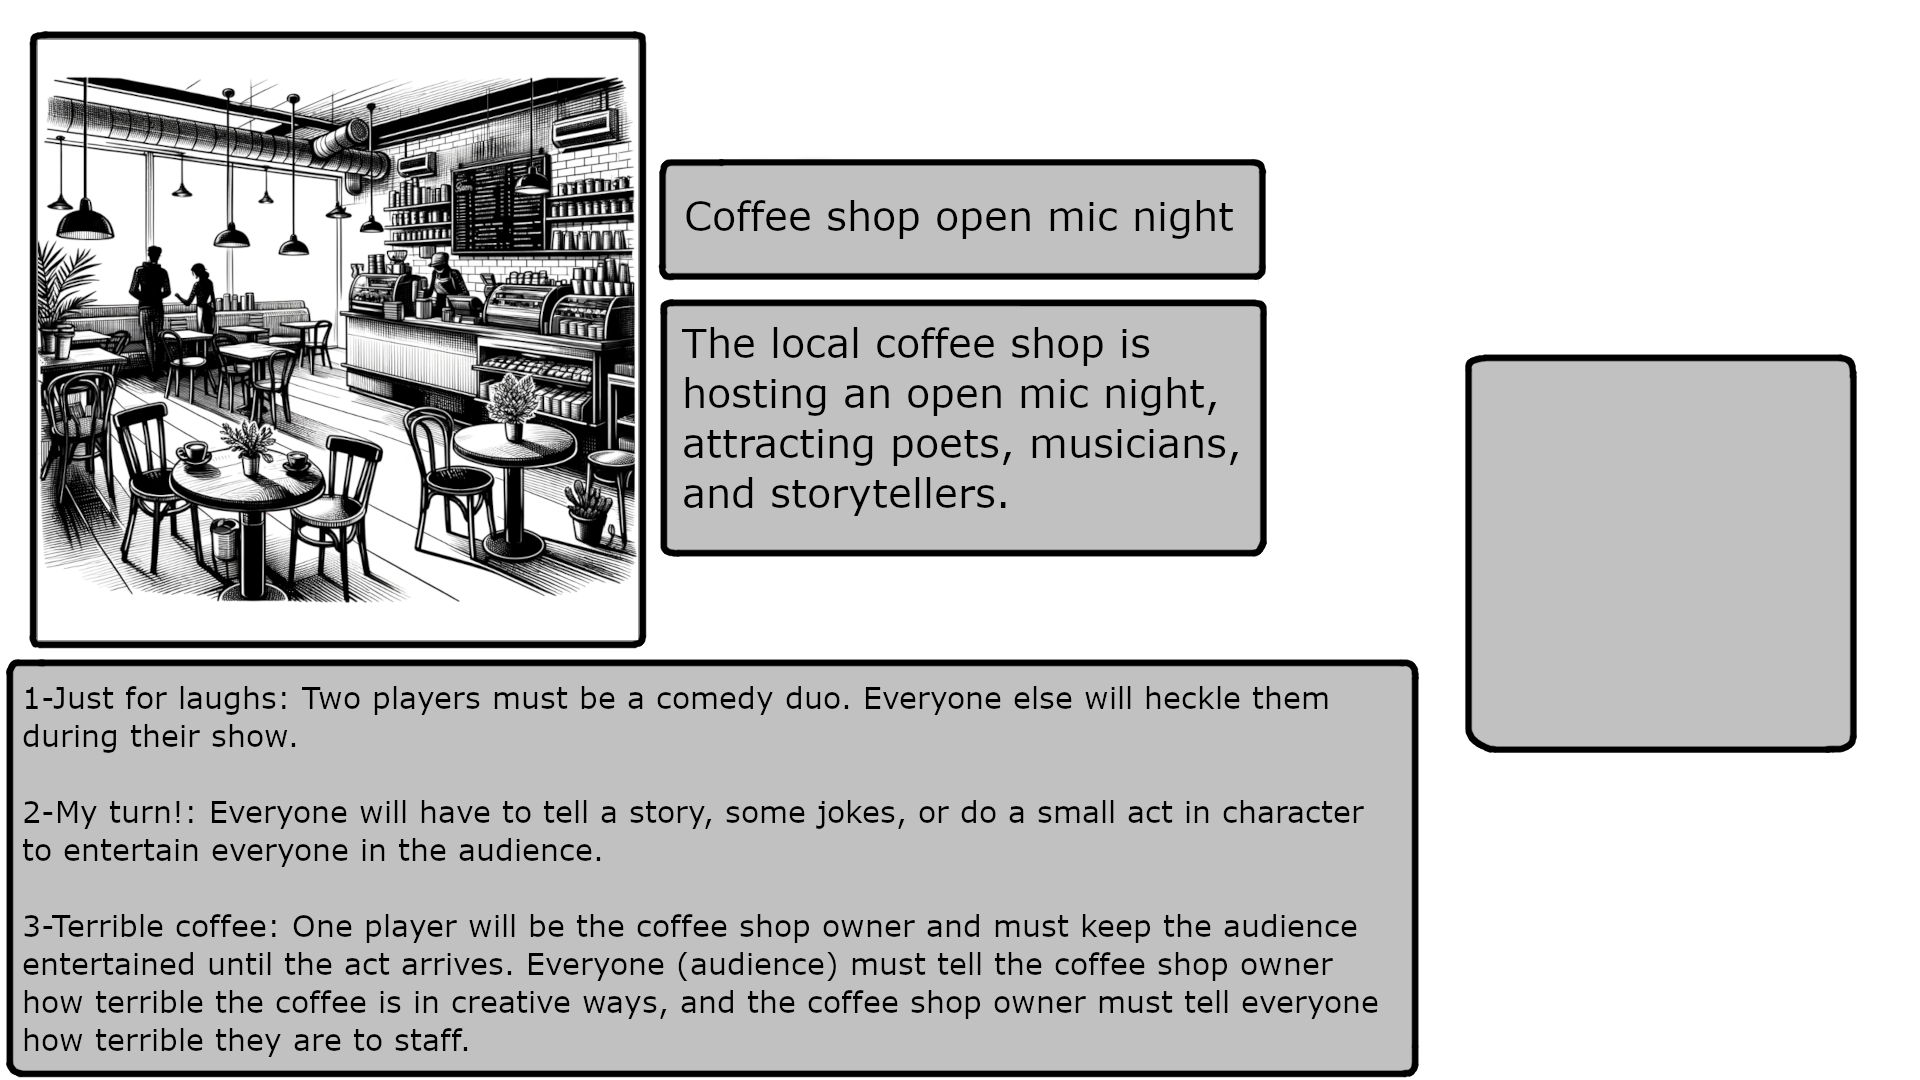 Coffee shop open mic night
The local coffee shop is
hosting an open mic night,
attracting poets, musicians,
and storytellers.
1-Just for laughs: Two players must be a comedy duo. Everyone else will heckle them
during their show.
2-My turn!: Everyone will have to tell a story, some jokes, or do a small act in character
to entertain everyone in the audience.
3-Terrible coffee: One player will be the coffee shop owner and must keep the audience
entertained until the act arrives. Everyone (audience) must tell the coffee shop owner
how terrible the coffee is in creative ways, and the coffee shop owner must tell everyone
how terrible they are to staff.